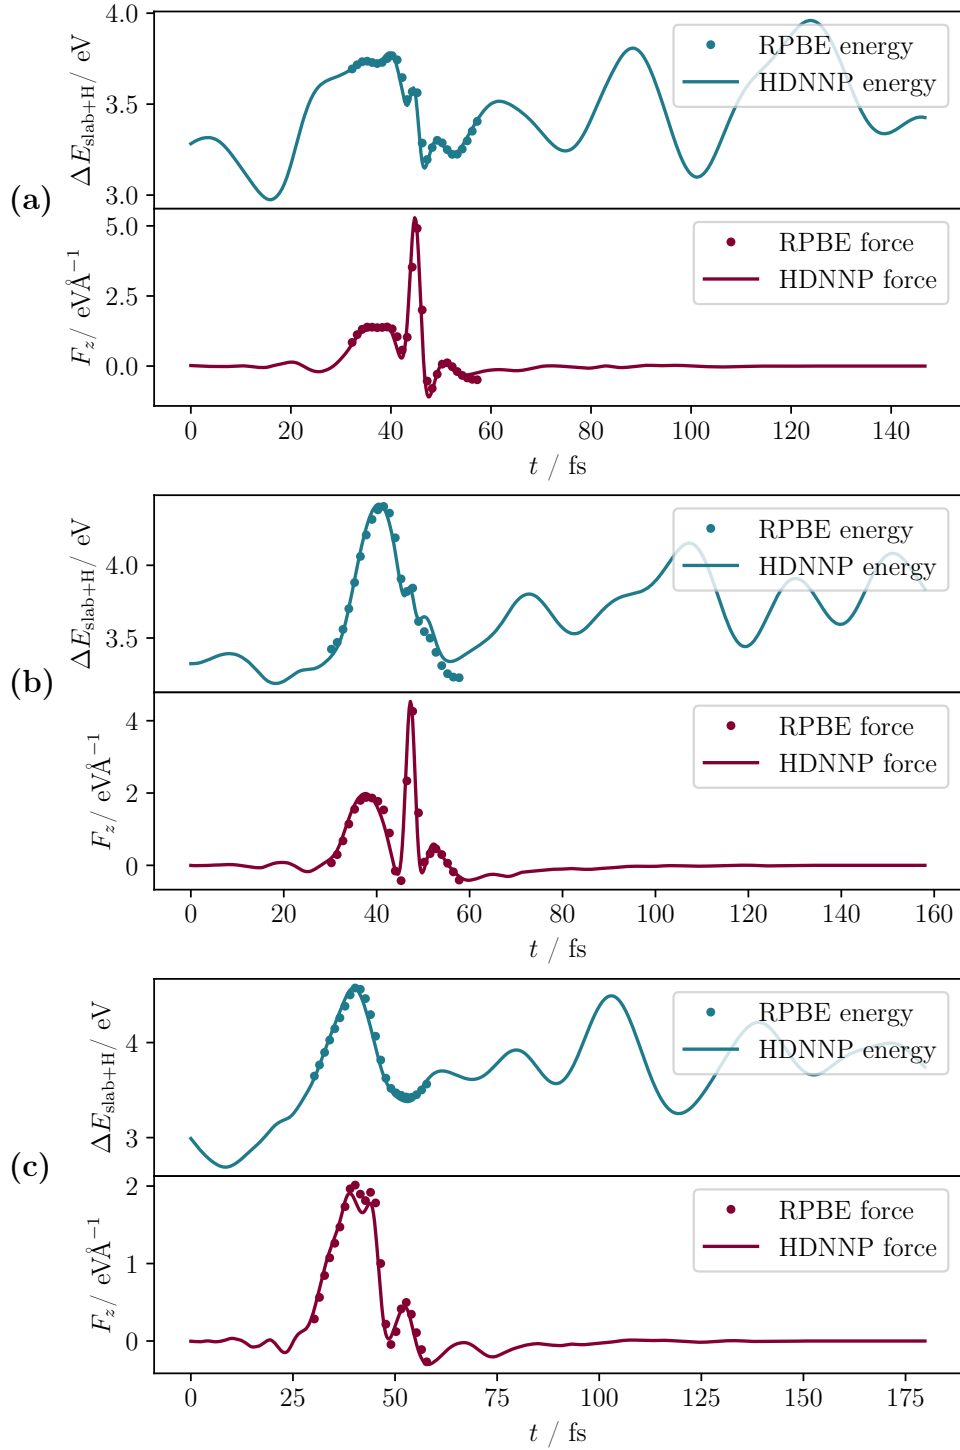 (a)
ΔE_slab+H / eV
4.0
3.5
3.0
RPBE energy
HDNNP energy
F_z / eVÅ⁻¹
5.0
2.5
0.0
RPBE force
HDNNP force
0 20 40 60 80 100 120 140
t / fs
(b)
ΔE_slab+H / eV
4.0
3.5
RPBE energy
HDNNP energy
F_z / eVÅ⁻¹
4
2
0
RPBE force
HDNNP force
0 20 40 60 80 100 120 140 160
t / fs
(c)
ΔE_slab+H / eV
4
3
RPBE energy
HDNNP energy
F_z / eVÅ⁻¹
2
1
0
RPBE force
HDNNP force
0 25 50 75 100 125 150 175
t / fs